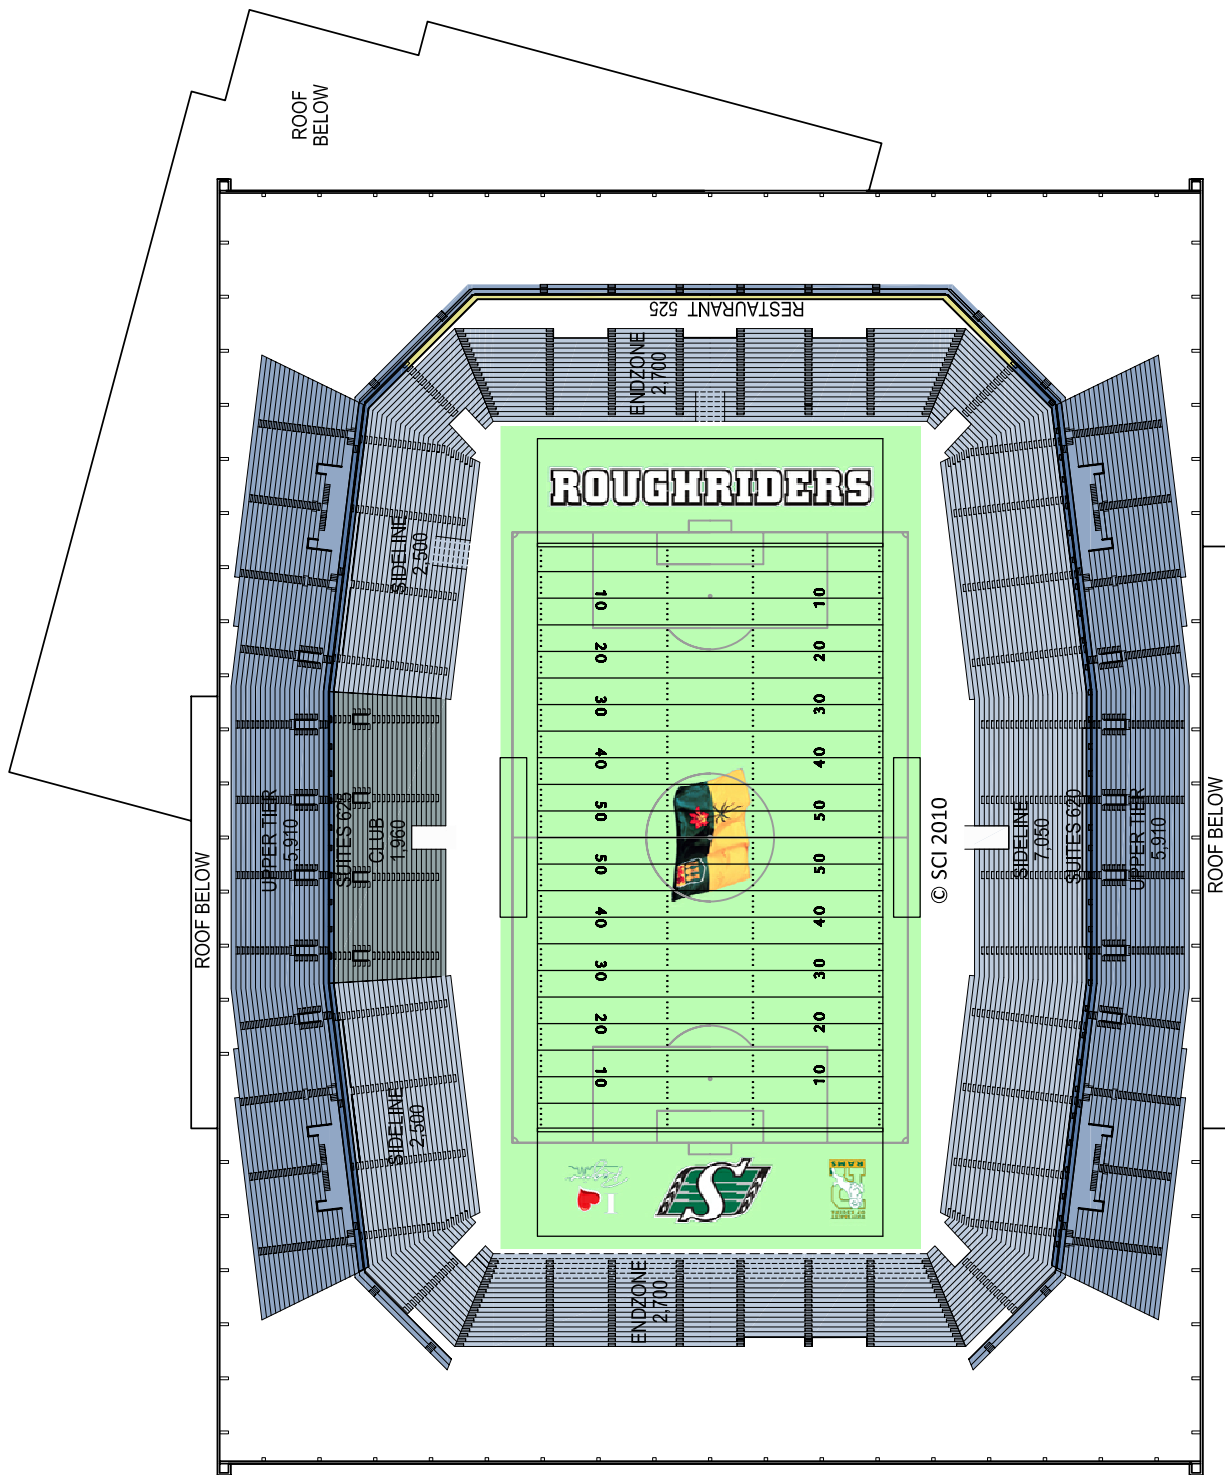 ROOF
BELOW
RESTAURANT 525
ENDZONE
2,700
ROUGHRIDERS
SIDELINE
2,500
10
10
20
20
30
30
40
40
50
50
50
50
40
40
30
30
20
20
10
10
UPPER TIER
5,910
SUITES 625
CLUB
1,960
ROOF BELOW
© SCI 2010
SIDELINE
7,050
SUITES 620
UPPER TIER
5,910
ROOF BELOW
SIDELINE
2,500
I
S
RAMS
ENDZONE
2,700